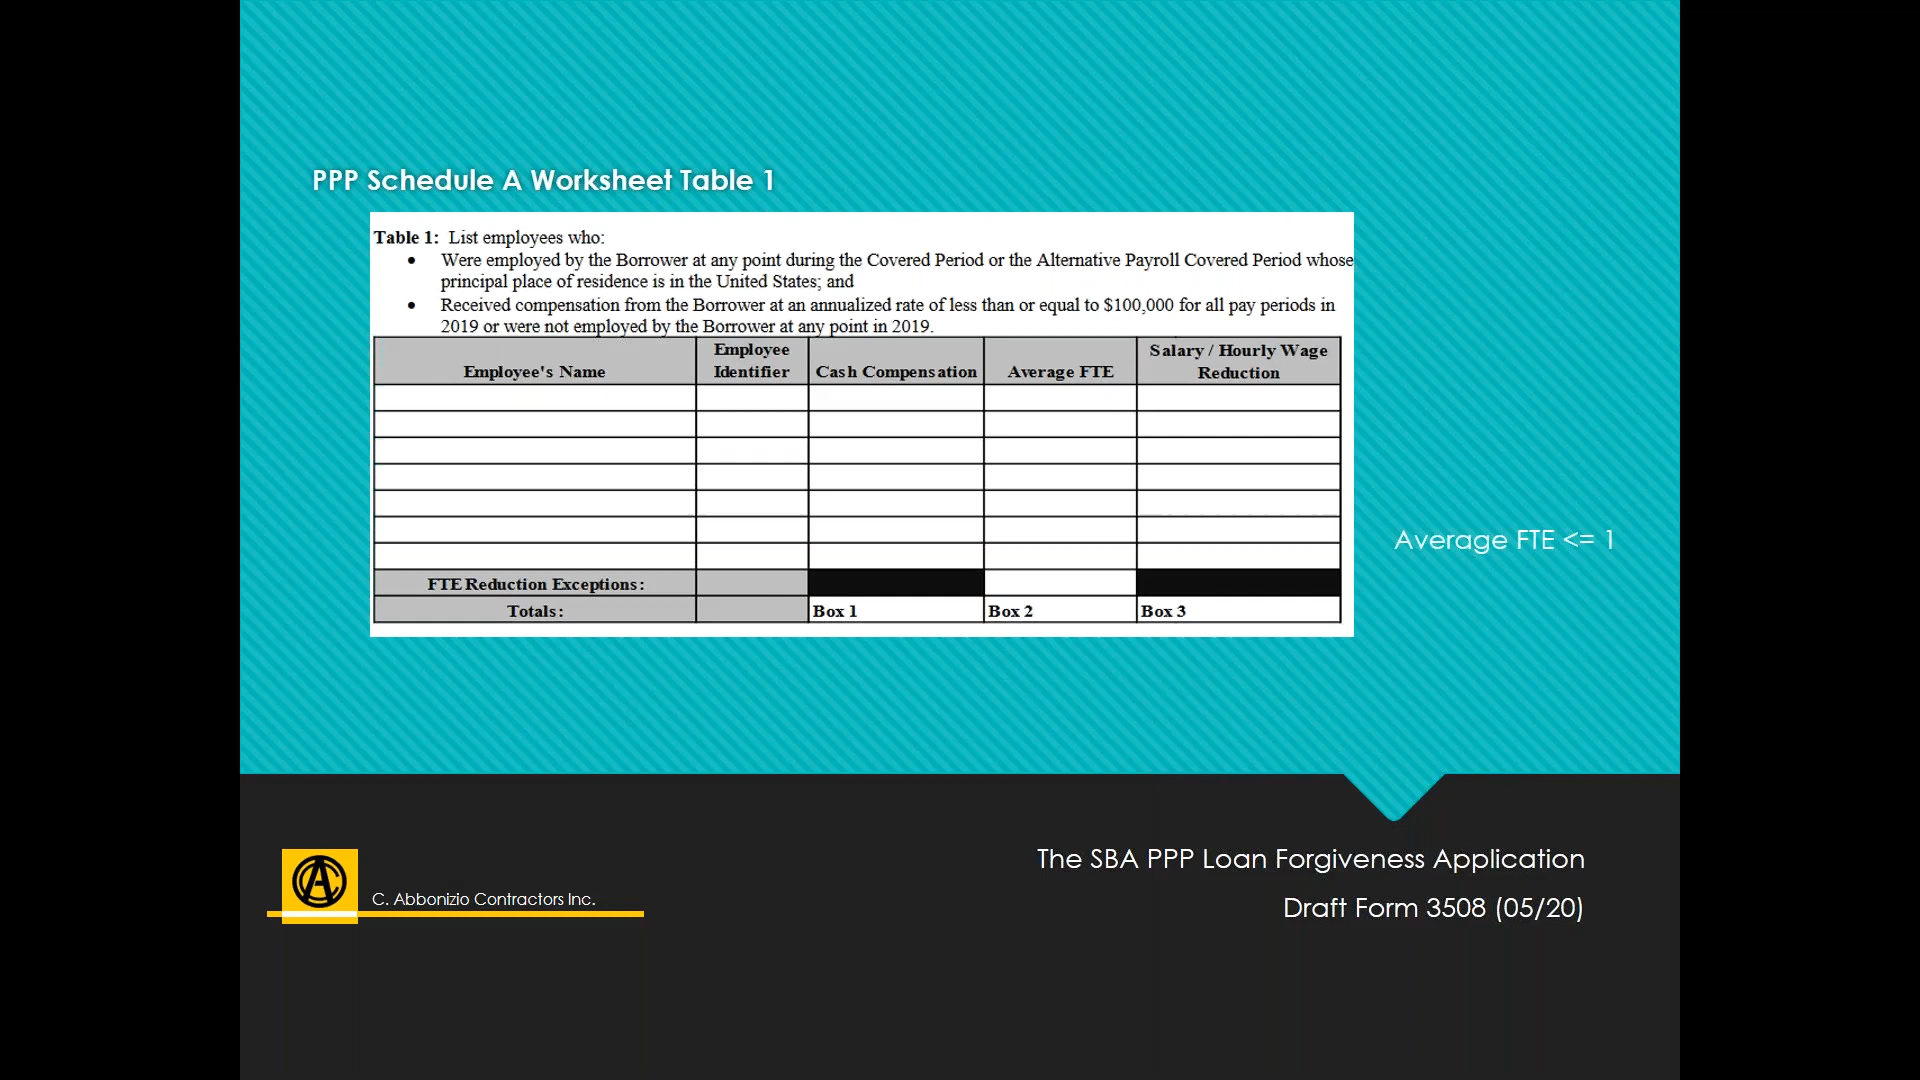 PPP Schedule A Worksheet Table 1
Table 1: List employees who:
• Were employed by the Borrower at any point during the Covered Period or the Alternative Payroll Covered Period whose
principal place of residence is in the United States; and
• Received compensation from the Borrower at an annualized rate of less than or equal to $100,000 for all pay periods in
2019 or were not employed by the Borrower at any point in 2019.
Employee's Name
Employee
Identifier
Cash Compensation
Average FTE
Salary / Hourly Wage
Reduction
FTE Reduction Exceptions:
Totals:
Box 1
Box 2
Box 3
Average FTE <= 1
The SBA PPP Loan Forgiveness Application
Draft Form 3508 (05/20)
C. Abbonizio Contractors Inc.